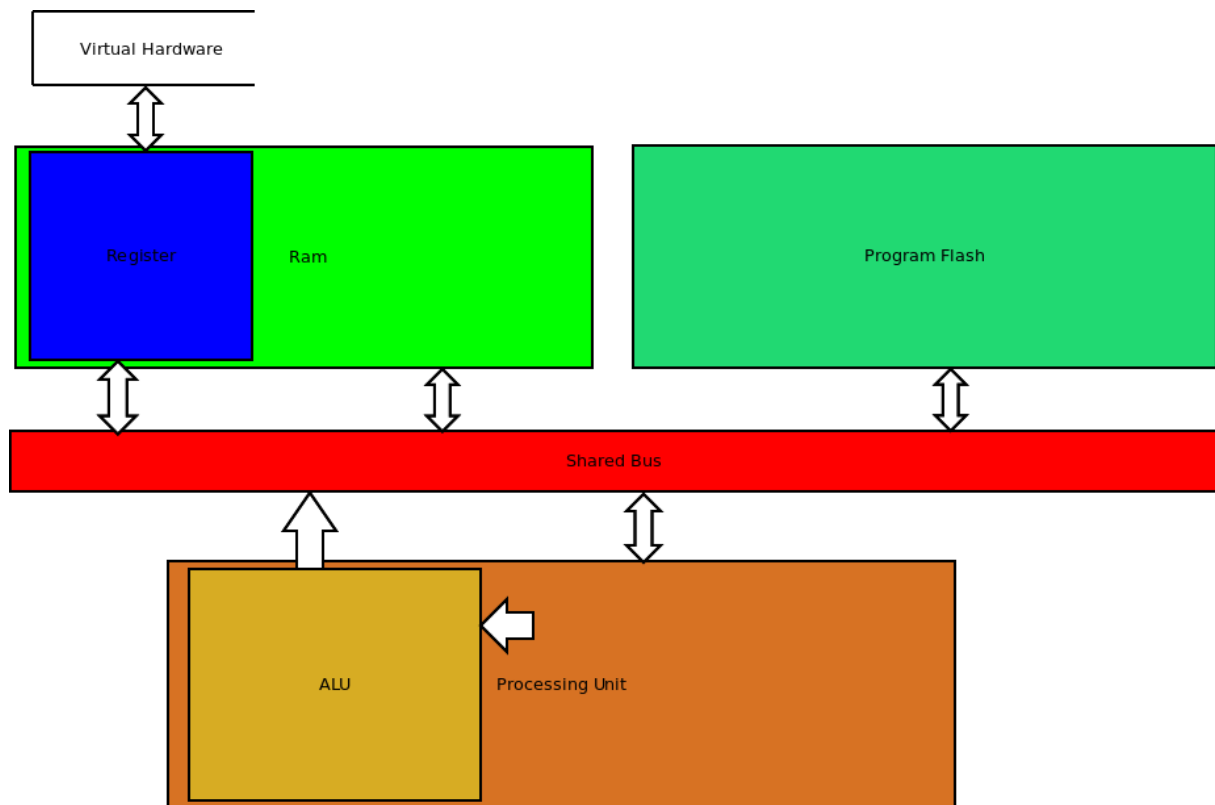 Virtual Hardware
Register
Ram
Program Flash
Shared Bus
ALU
Processing Unit